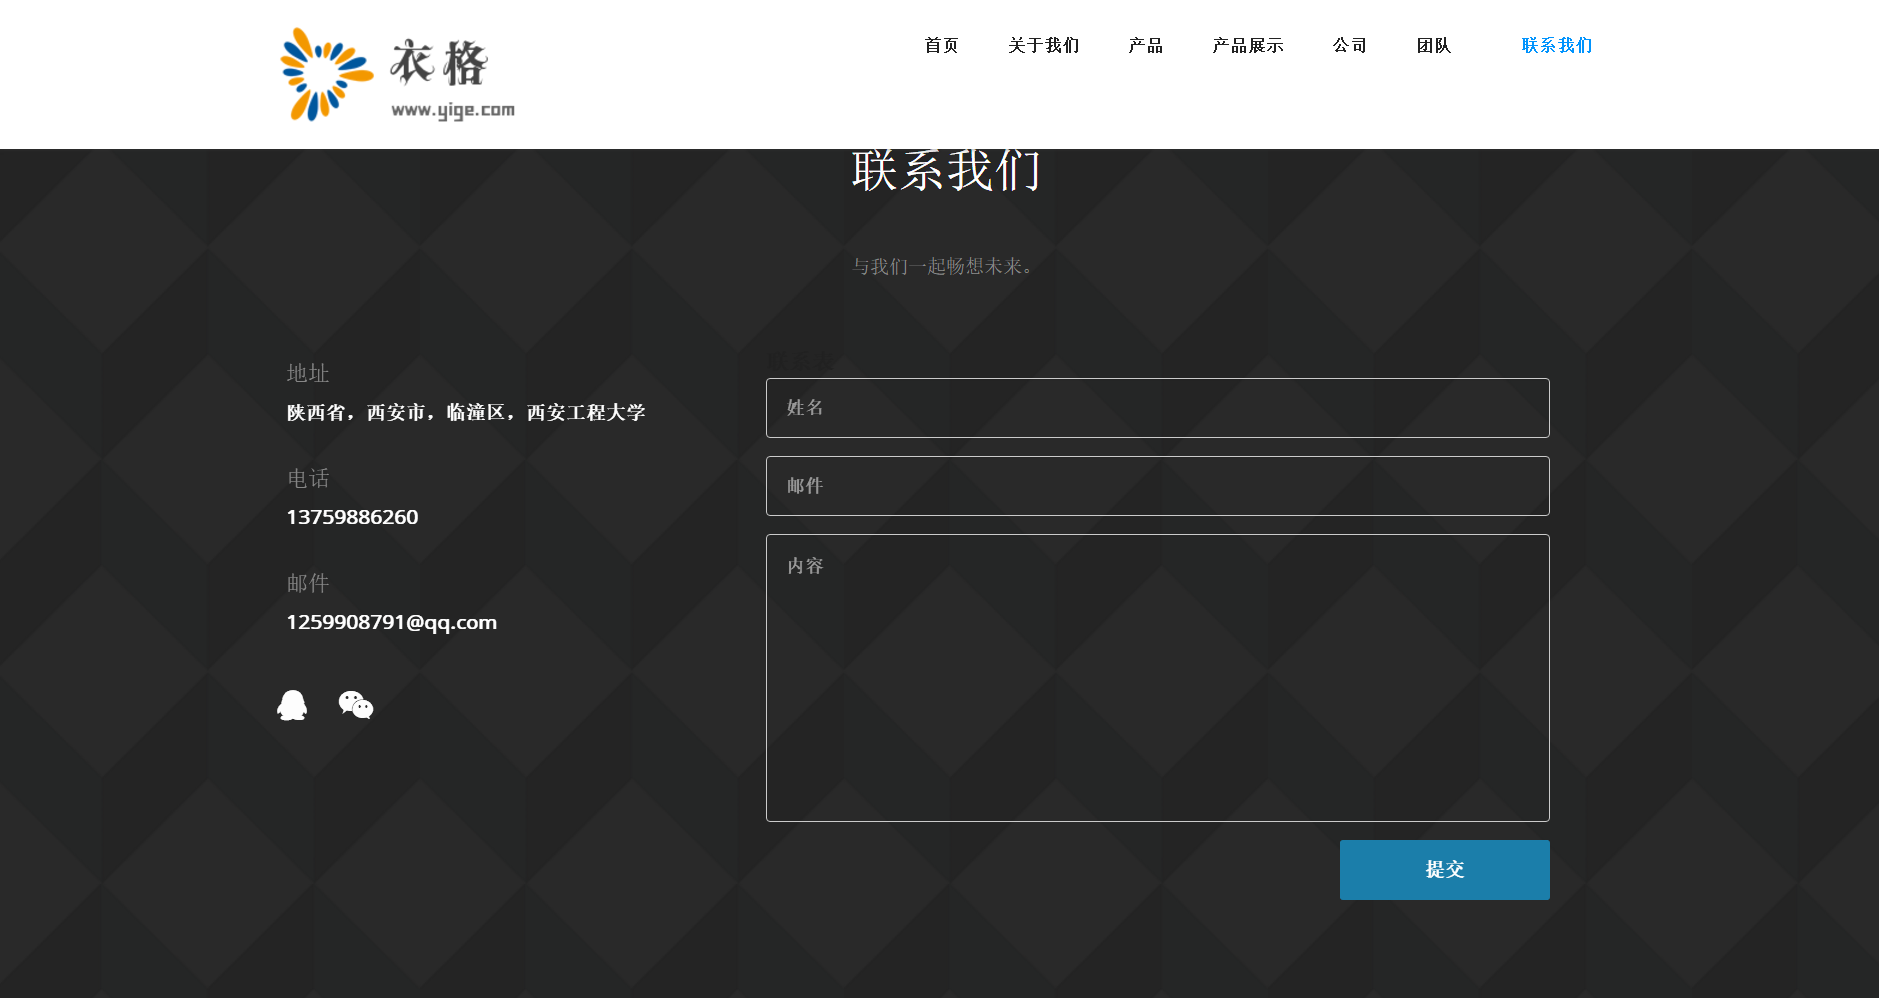 衣格
www.yige.com
首页 关于我们 产品 产品展示 公司 团队 联系我们
联系我们
与我们一起畅想未来。
地址
陕西省，西安市，临潼区，西安工程大学
电话
13759886260
邮件
1259908791@qq.com
联系我
姓名
邮件
内容
提交